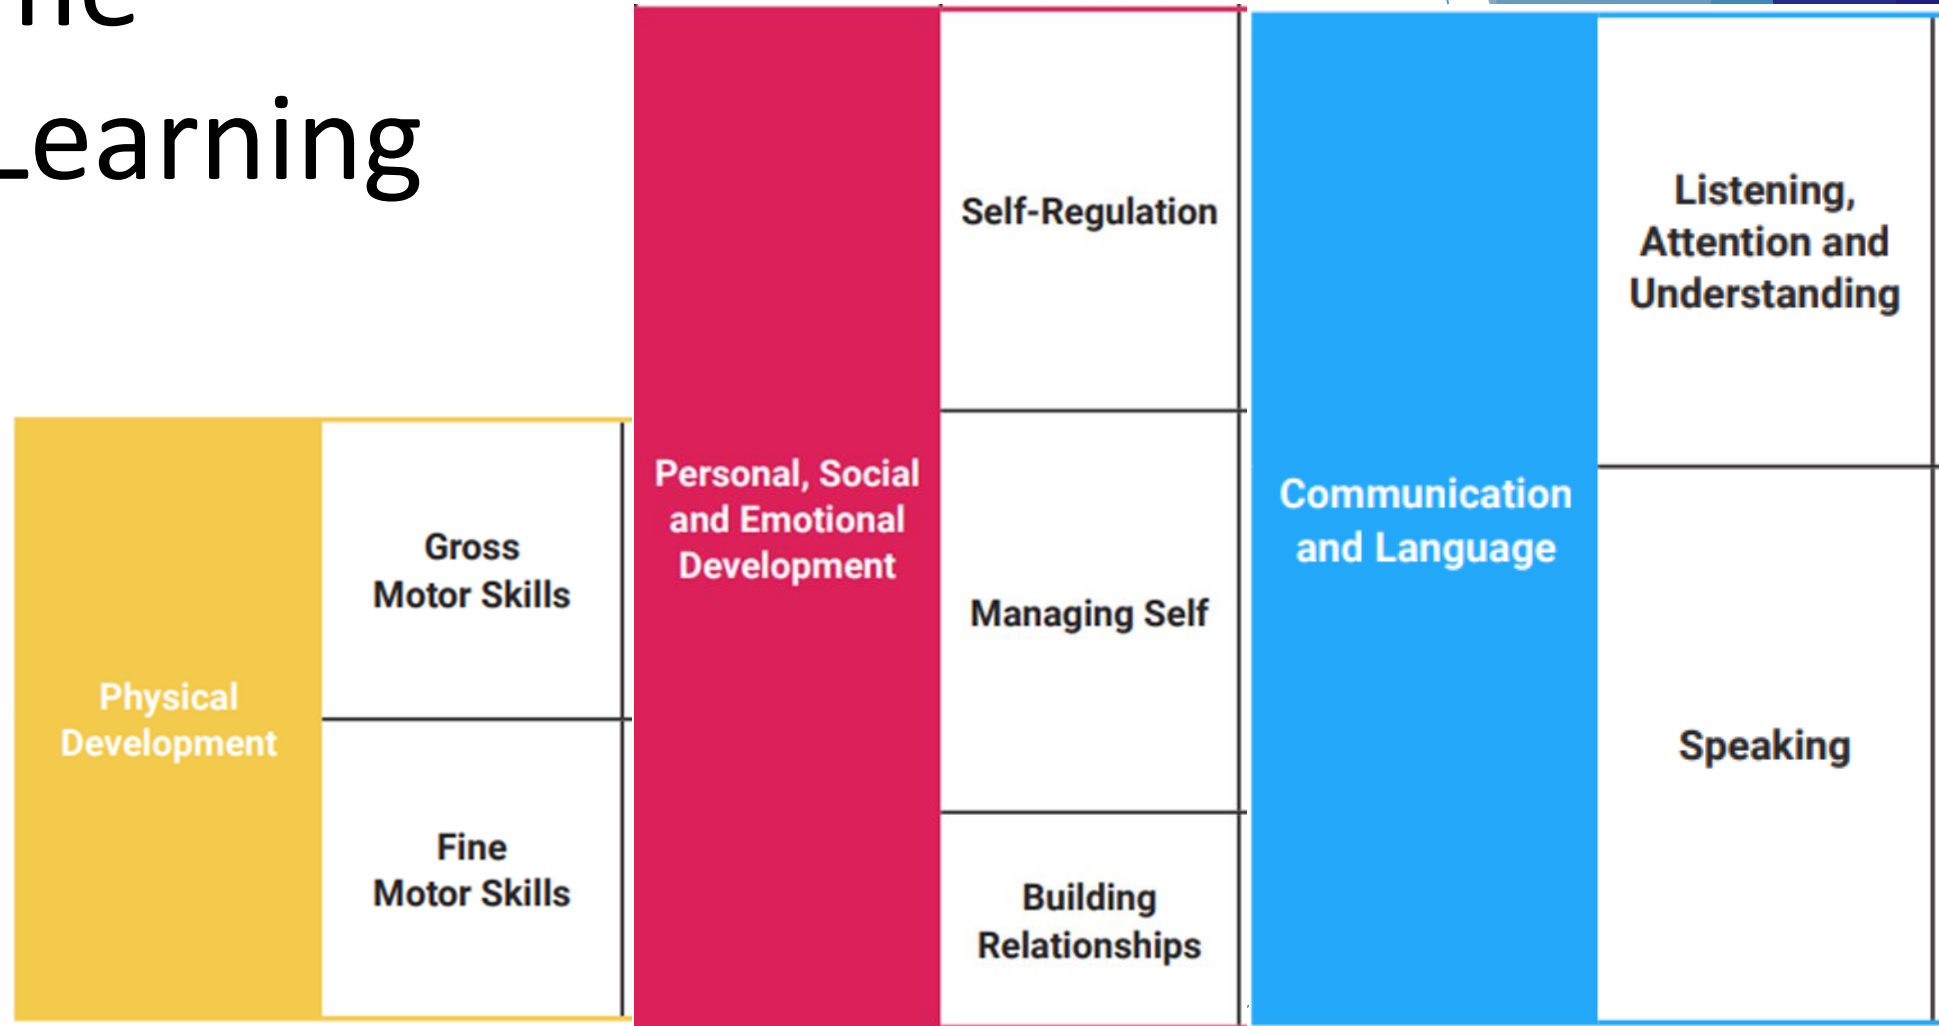 Learning
Physical
Development
Gross
Motor Skills
Fine
Motor Skills
Personal, Social
and Emotional
Development
Self-Regulation
Managing Self
Building
Relationships
Communication
and Language
Listening,
Attention and
Understanding
Speaking